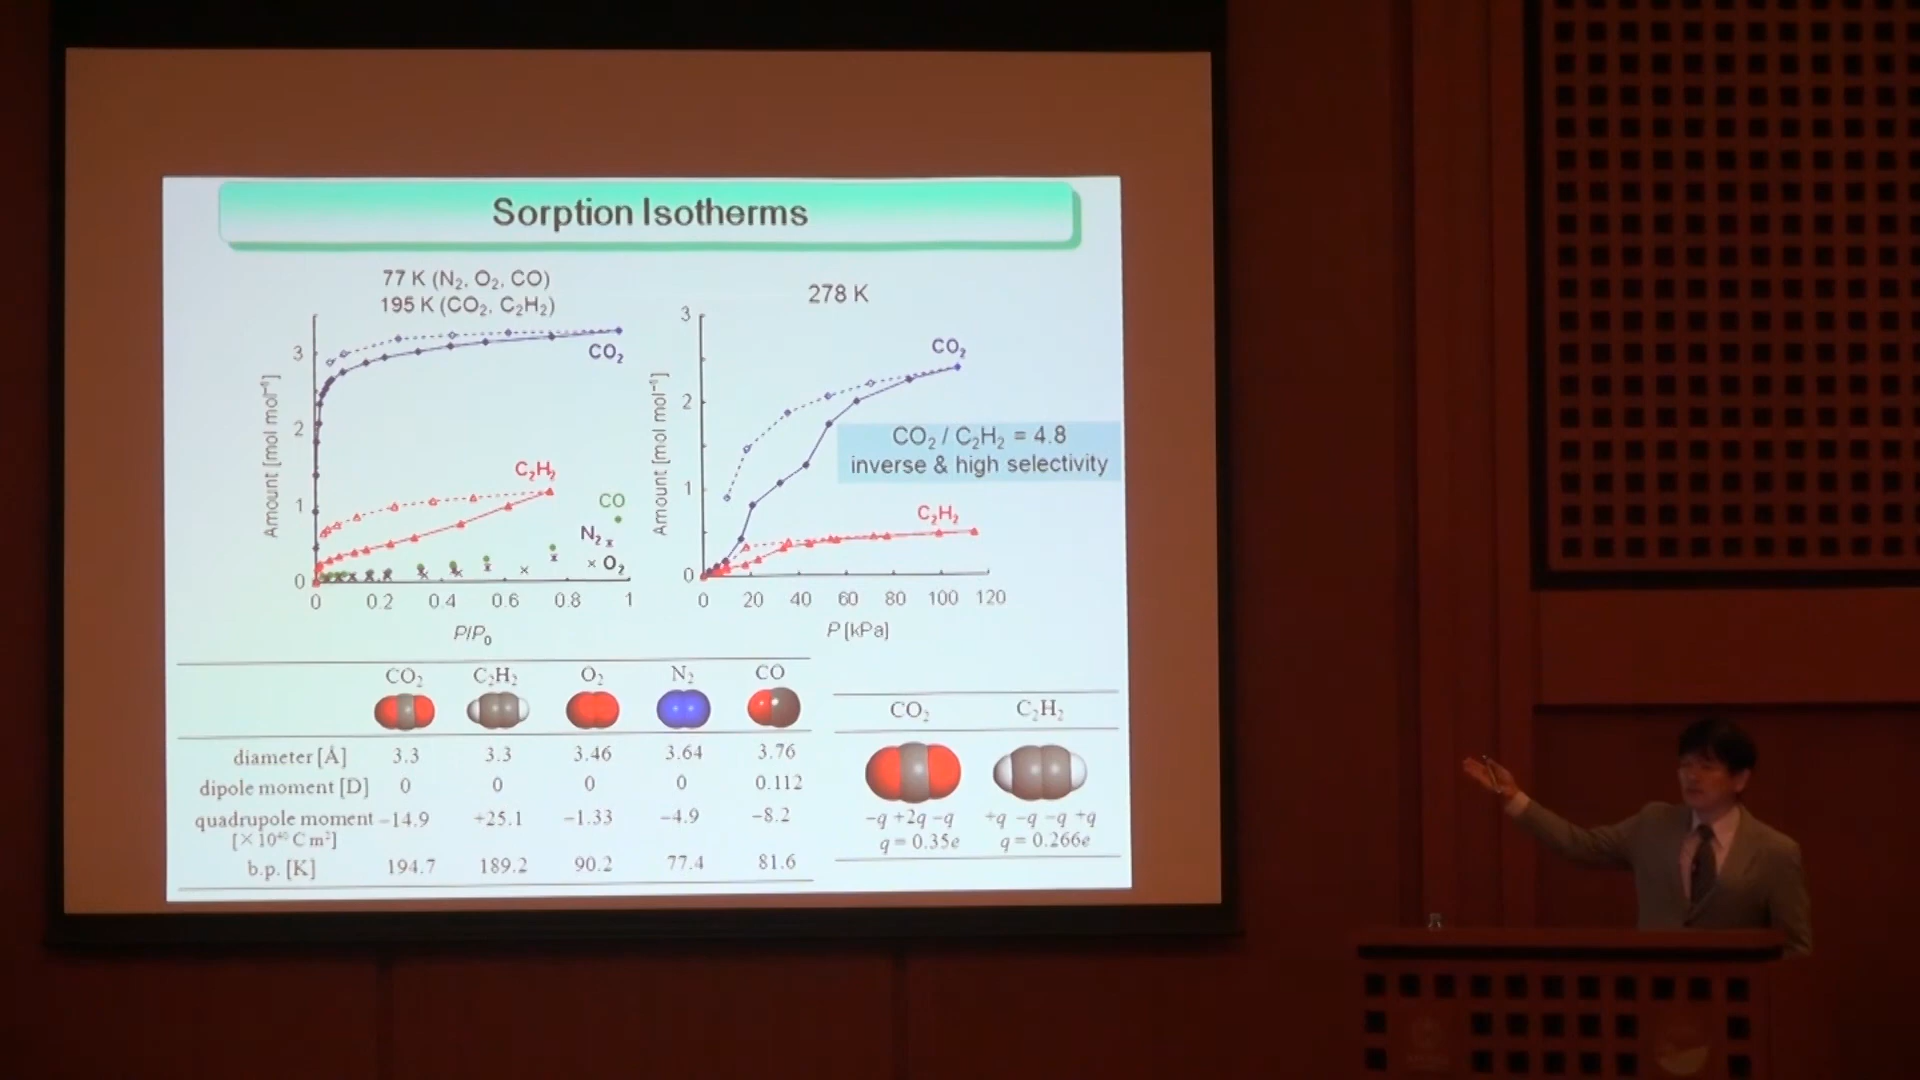 Sorption Isotherms
77 K (N₂, O₂, CO)
195 K (CO₂, C₂H₂)
Amount [mol mol⁻¹]
3
2
1
0
CO₂
C₂H₂
CO
N₂
O₂
0 0.2 0.4 0.6 0.8 1
P/P₀
278 K
Amount [mol mol⁻¹]
3
2
1
0
CO₂
CO₂ / C₂H₂ = 4.8
inverse & high selectivity
C₂H₂
0 20 40 60 80 100 120
P [kPa]
CO₂ C₂H₂ O₂ N₂ CO
diameter [Å] 3.3 3.3 3.46 3.64 3.76
dipole moment [D] 0 0 0 0 0.112
quadrupole moment −14.9 +25.1 −1.33 −4.9 −8.2
[×10⁴⁰ C m²]
b.p. [K] 194.7 189.2 90.2 77.4 81.6
CO₂ C₂H₂
−q +2q −q +q −q −q +q
q = 0.35e q = 0.266e